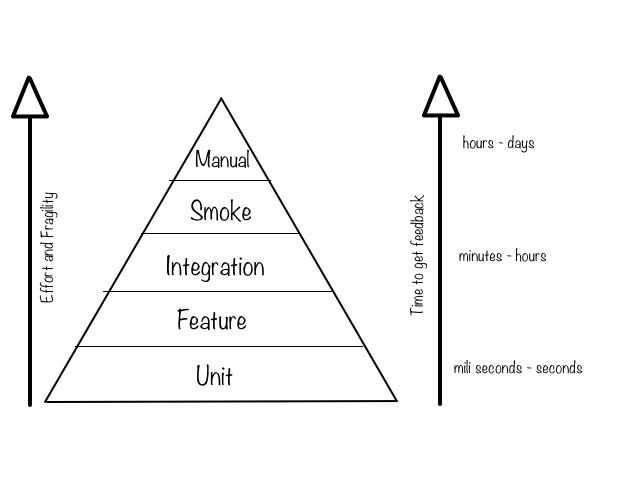 Manual
Smoke
Integration
Feature
Unit
Effort and Fragility
Time to get feedback
hours - days
minutes - hours
mili seconds - seconds